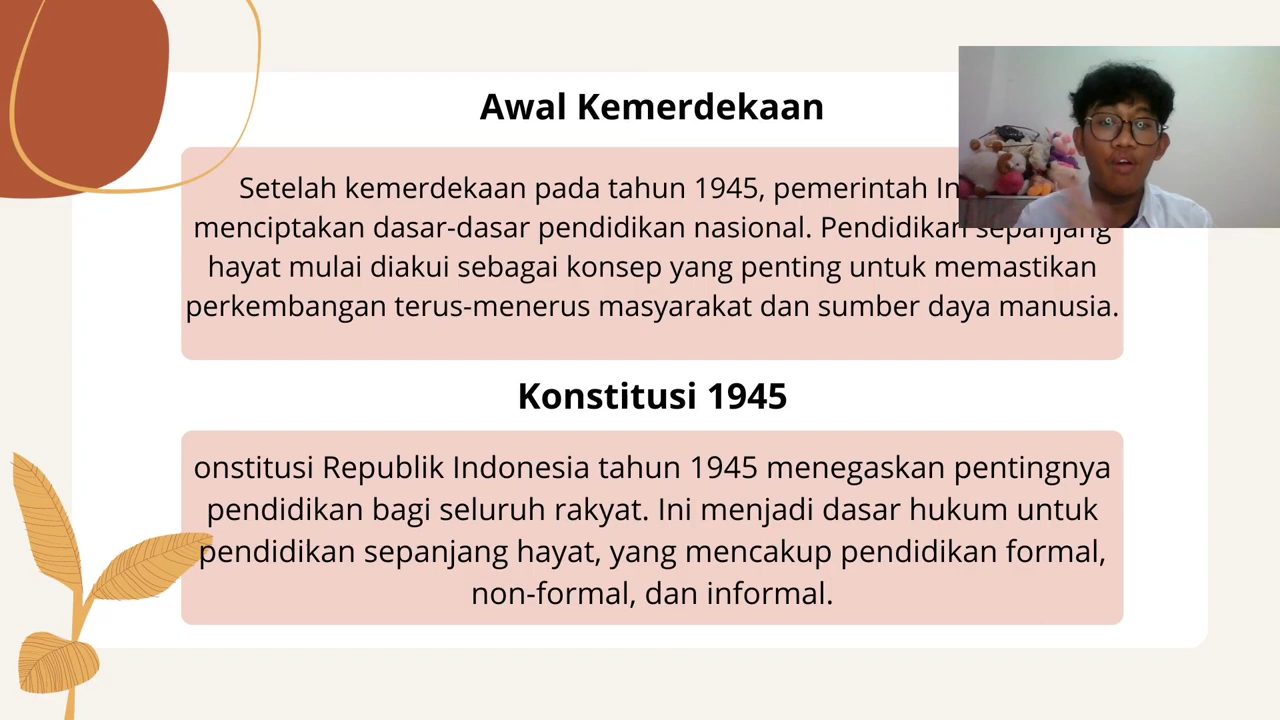 Awal Kemerdekaan
Setelah kemerdekaan pada tahun 1945, pemerintah
menciptakan dasar-dasar pendidikan nasional. Pendidikan sepanjang
hayat mulai diakui sebagai konsep yang penting untuk memastikan
perkembangan terus-menerus masyarakat dan sumber daya manusia.
Konstitusi 1945
onstitusi Republik Indonesia tahun 1945 menegaskan pentingnya
pendidikan bagi seluruh rakyat. Ini menjadi dasar hukum untuk
pendidikan sepanjang hayat, yang mencakup pendidikan formal,
non-formal, dan informal.